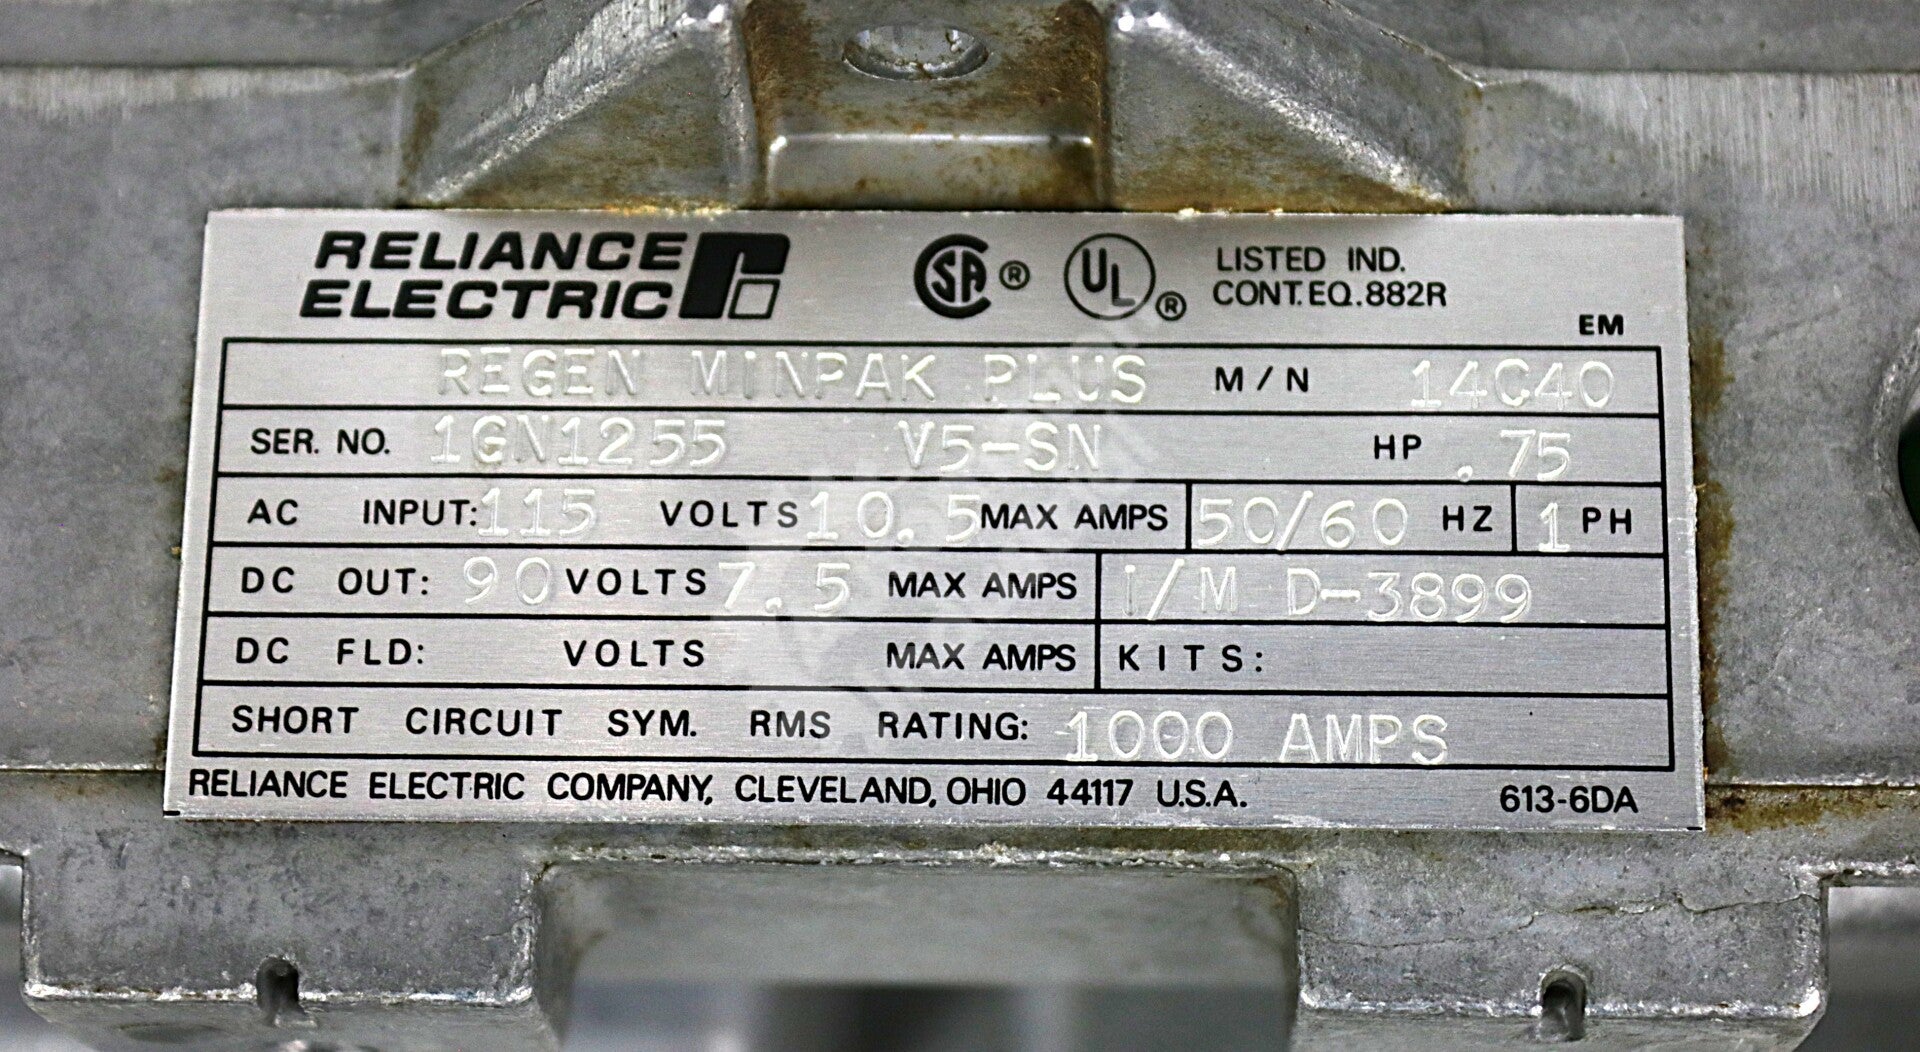 RELIANCE ELECTRIC
SA ® UL ® LISTED IND. CONT. EQ. 882R
EM
REGEN MINPAK PLUS M/N 14C40
SER. NO. 1GN1255 V5-SN HP .75
AC INPUT: 115 VOLTS 10.5 MAX AMPS 50/60 HZ 1 PH
DC OUT: 90 VOLTS 7.5 MAX AMPS i/M D-3899
DC FLD: VOLTS MAX AMPS KITS:
SHORT CIRCUIT SYM. RMS RATING: 1000 AMPS
RELIANCE ELECTRIC COMPANY, CLEVELAND, OHIO 44117 U.S.A. 613-6DA